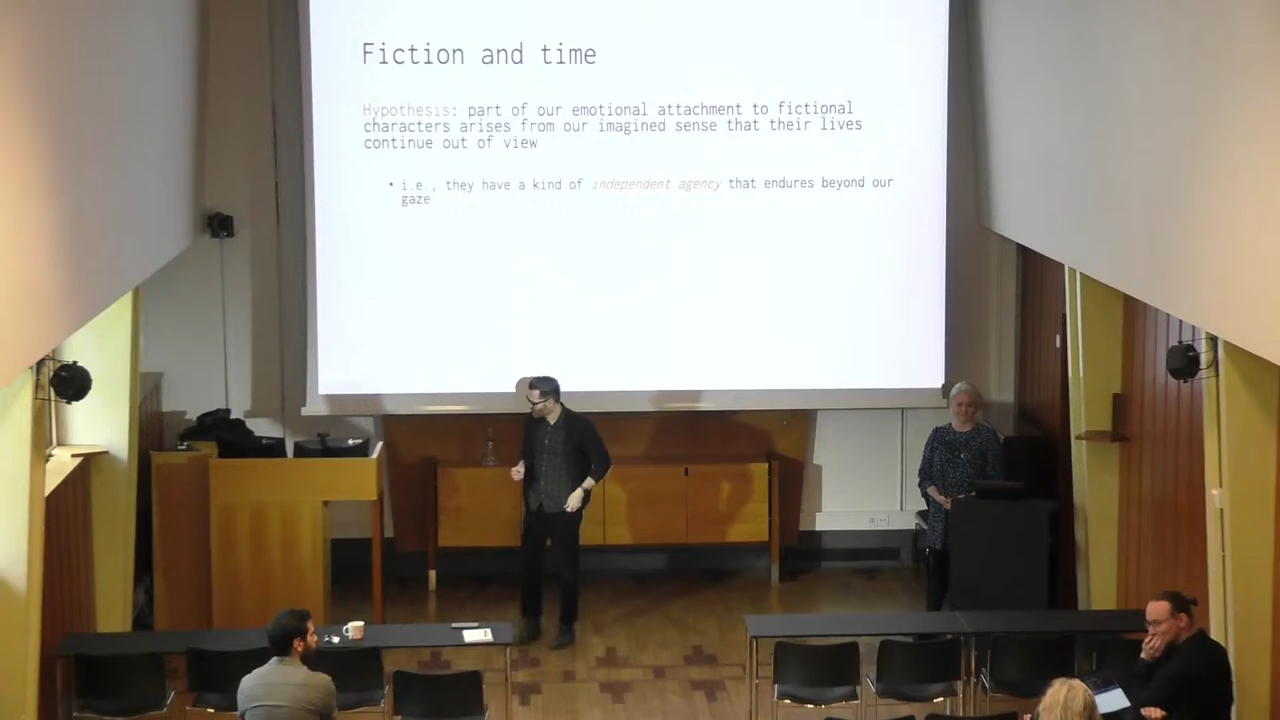 Fiction and time
Hypothesis: part of our emotional attachment to fictional
characters arises from our imagined sense that their lives
continue out of view
• i.e., they have a kind of independent agency that endures beyond our
gaze